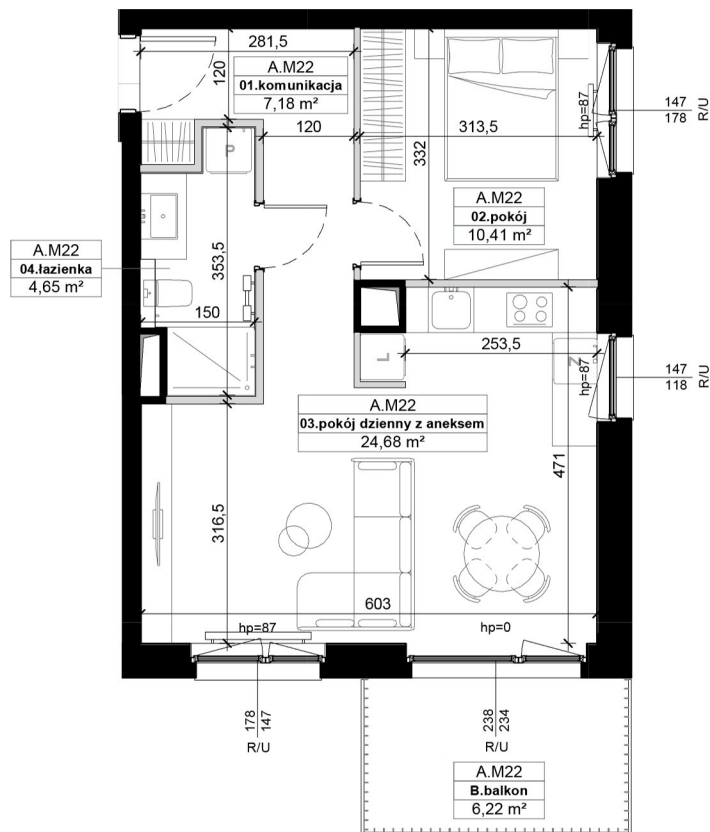 281,5
A.M22
01.komunikacja
7,18 m²
120
120
332
313,5
hp=87
147
178
R/U
A.M22
02.pokój
10,41 m²
P
A.M22
04.łazienka
4,65 m²
353,5
150
253,5
L
Z
hp=87
147
118
R/U
A.M22
03.pokój dzienny z aneksem
24,68 m²
471
316,5
603
hp=87
hp=0
178
147
R/U
238
234
R/U
A.M22
B.balkon
6,22 m²